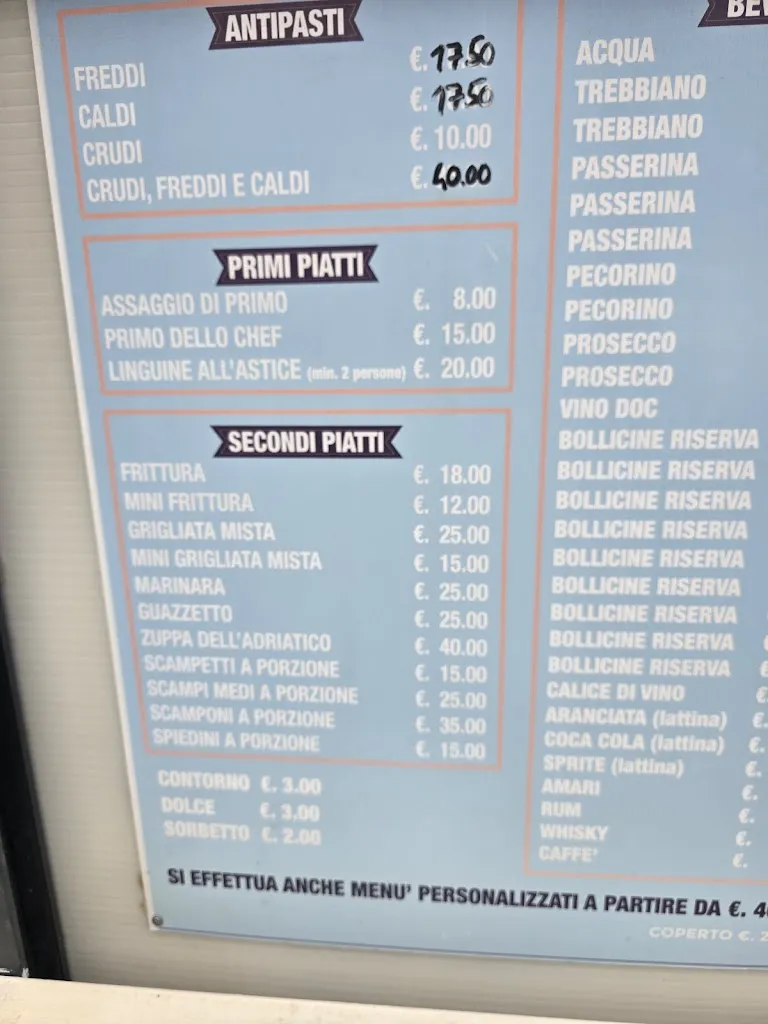 ANTIPASTI
FREDDI €. 17.50
CALDI €. 17.50
CRUDI €. 10.00
CRUDI, FREDDI E CALDI €. 40.00
PRIMI PIATTI
ASSAGGIO DI PRIMO €. 8.00
PRIMO DELLO CHEF €. 15.00
LINGUINE ALL'ASTICE (min. 2 persone) €. 20.00
SECONDI PIATTI
FRITTURA €. 18.00
MINI FRITTURA €. 12.00
GRIGLIATA MISTA €. 25.00
MINI GRIGLIATA MISTA €. 15.00
MARINARA €. 25.00
GUAZZETTO €. 25.00
ZUPPA DELL'ADRIATICO €. 40.00
SCAMPETTI A PORZIONE €. 15.00
SCAMPI MEDI A PORZIONE €. 25.00
SCAMPONI A PORZIONE €. 35.00
SPIEDINI A PORZIONE €. 15.00
CONTORNO €. 3.00
DOLCE €. 3.00
SORBETTO €. 2.00
BEV
ACQUA
TREBBIANO
TREBBIANO
PASSERINA
PASSERINA
PASSERINA
PECORINO
PECORINO
PROSECCO
PROSECCO
VINO DOC
BOLLICINE RISERVA
BOLLICINE RISERVA
BOLLICINE RISERVA
BOLLICINE RISERVA
BOLLICINE RISERVA
BOLLICINE RISERVA
BOLLICINE RISERVA
BOLLICINE RISERVA
BOLLICINE RISERVA
CALICE DI VINO €
ARANCIATA (lattina) €.
COCA COLA (lattina) €.
SPRITE (lattina) €.
AMARI €.
RUM €.
WHISKY €.
CAFFE' €.
SI EFFETTUA ANCHE MENU' PERSONALIZZATI A PARTIRE DA €. 4
COPERTO €. 2